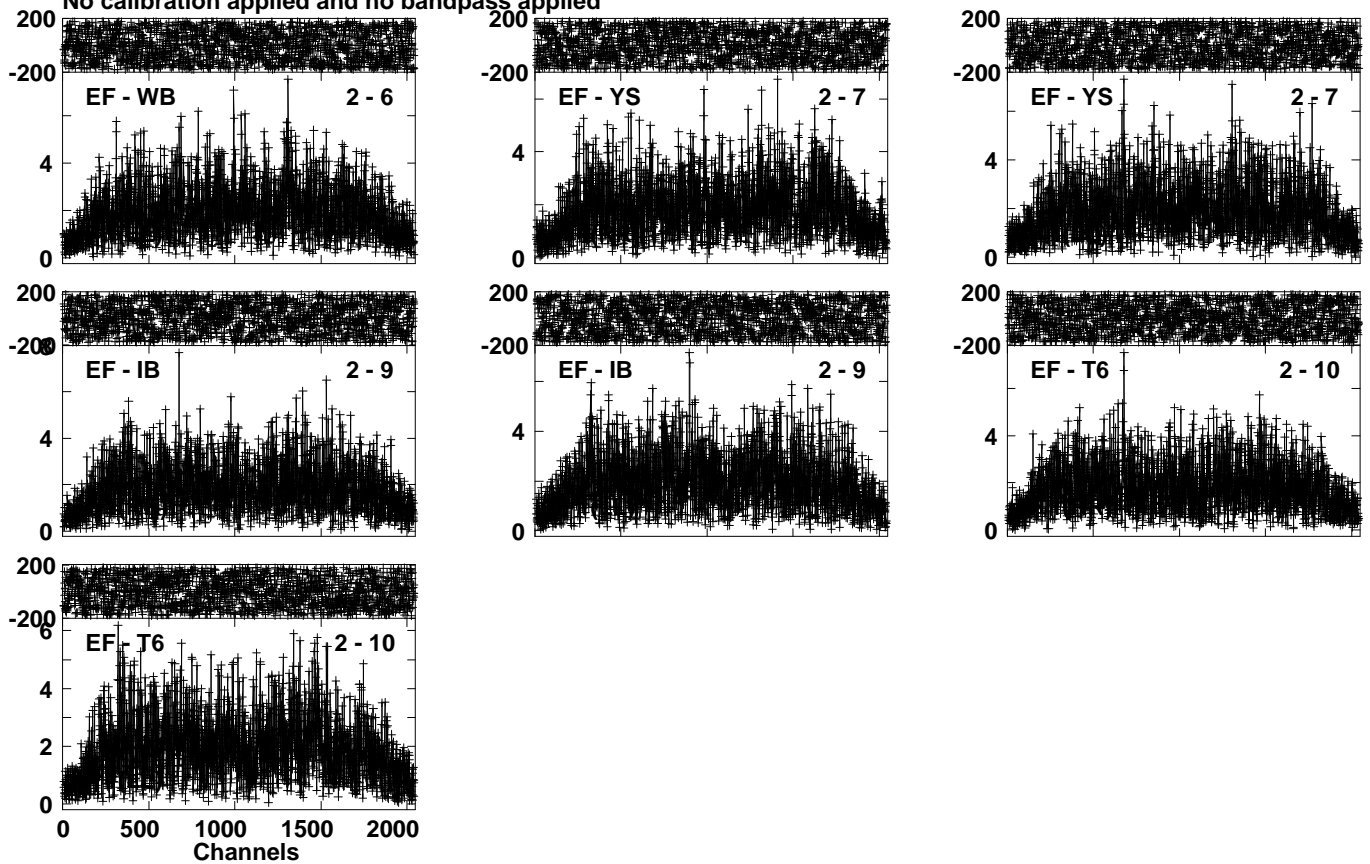 No calibration applied and no bandpass applied
200 200 200
-200 -200 -200
EF - WB 2 - 6 EF - YS 2 - 7 EF - YS 2 - 7
4 4 4
0 0 0
200 200 200
-200 -200 -200
8
EF - IB 2 - 9 EF - IB 2 - 9 EF - T6 2 - 10
4 4 4
0 0 0
200
-200
6
EF - T6 2 - 10
4
2
0
0 500 1000 1500 2000
Channels